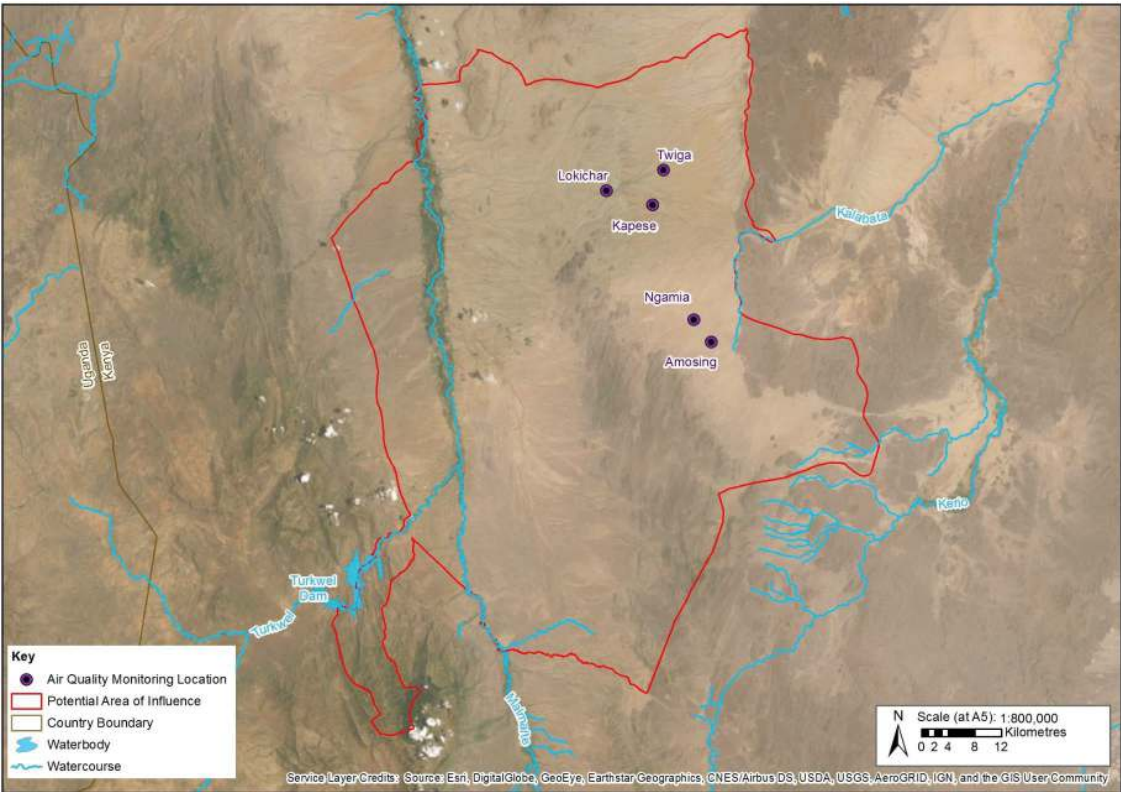 Twiga
Lokichar
Kapese
Kalabata
Ngamia
Amosing
Uganda
Kenya
Kerio
Turkwel
Dam
Turkwel
Malmalte
Key
Air Quality Monitoring Location
Potential Area of Influence
Country Boundary
Waterbody
Watercourse
N
Scale (at A5): 1:800,000
Kilometres
0 2 4 8 12
Service Layer Credits: Source: Esri, DigitalGlobe, GeoEye, Earthstar Geographics, CNES/Airbus DS, USDA, USGS, AeroGRID, IGN, and the GIS User Community